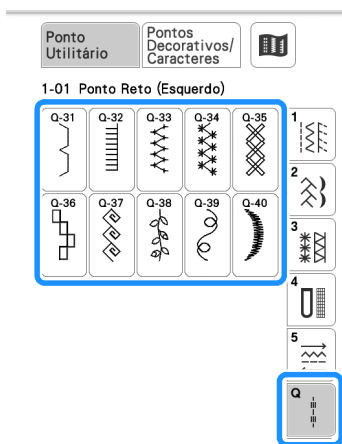 Ponto
Utilitário
Pontos
Decorativos/
Caracteres
1-01 Ponto Reto (Esquerdo)
Q-31 Q-32 Q-33 Q-34 Q-35
Q-36 Q-37 Q-38 Q-39 Q-40
1
2
3
4
5
Q